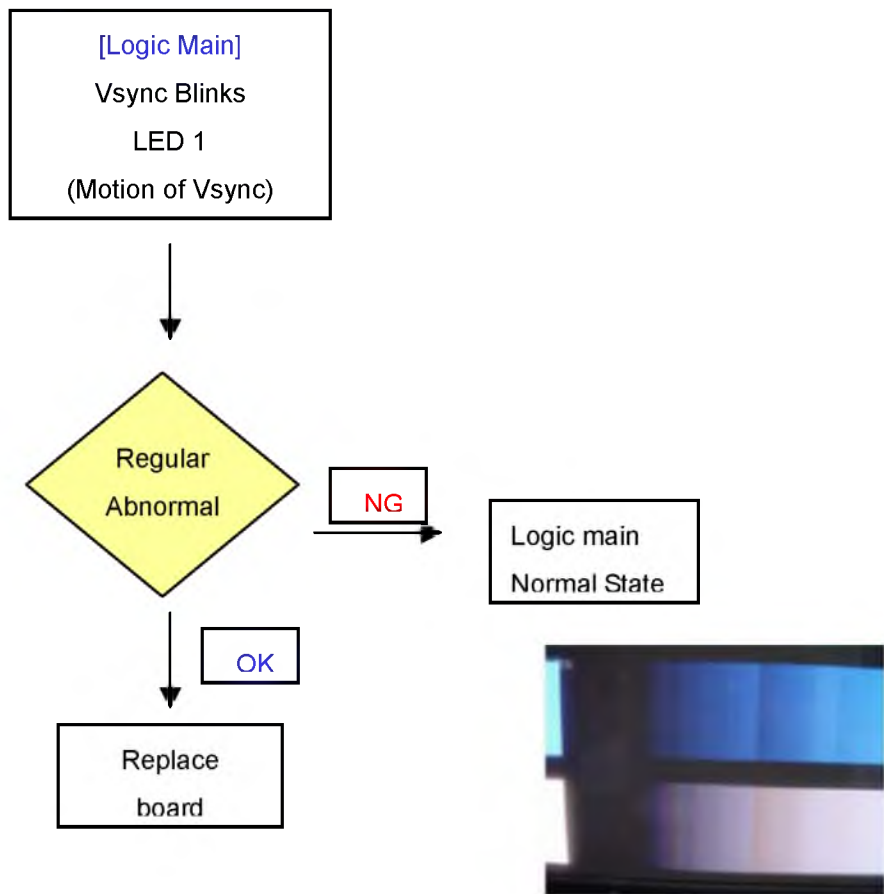 [Logic Main]
Vsync Blinks
LED 1
(Motion of Vsync)
Regular
Abnormal
NG
Logic main
Normal State
OK
Replace
board